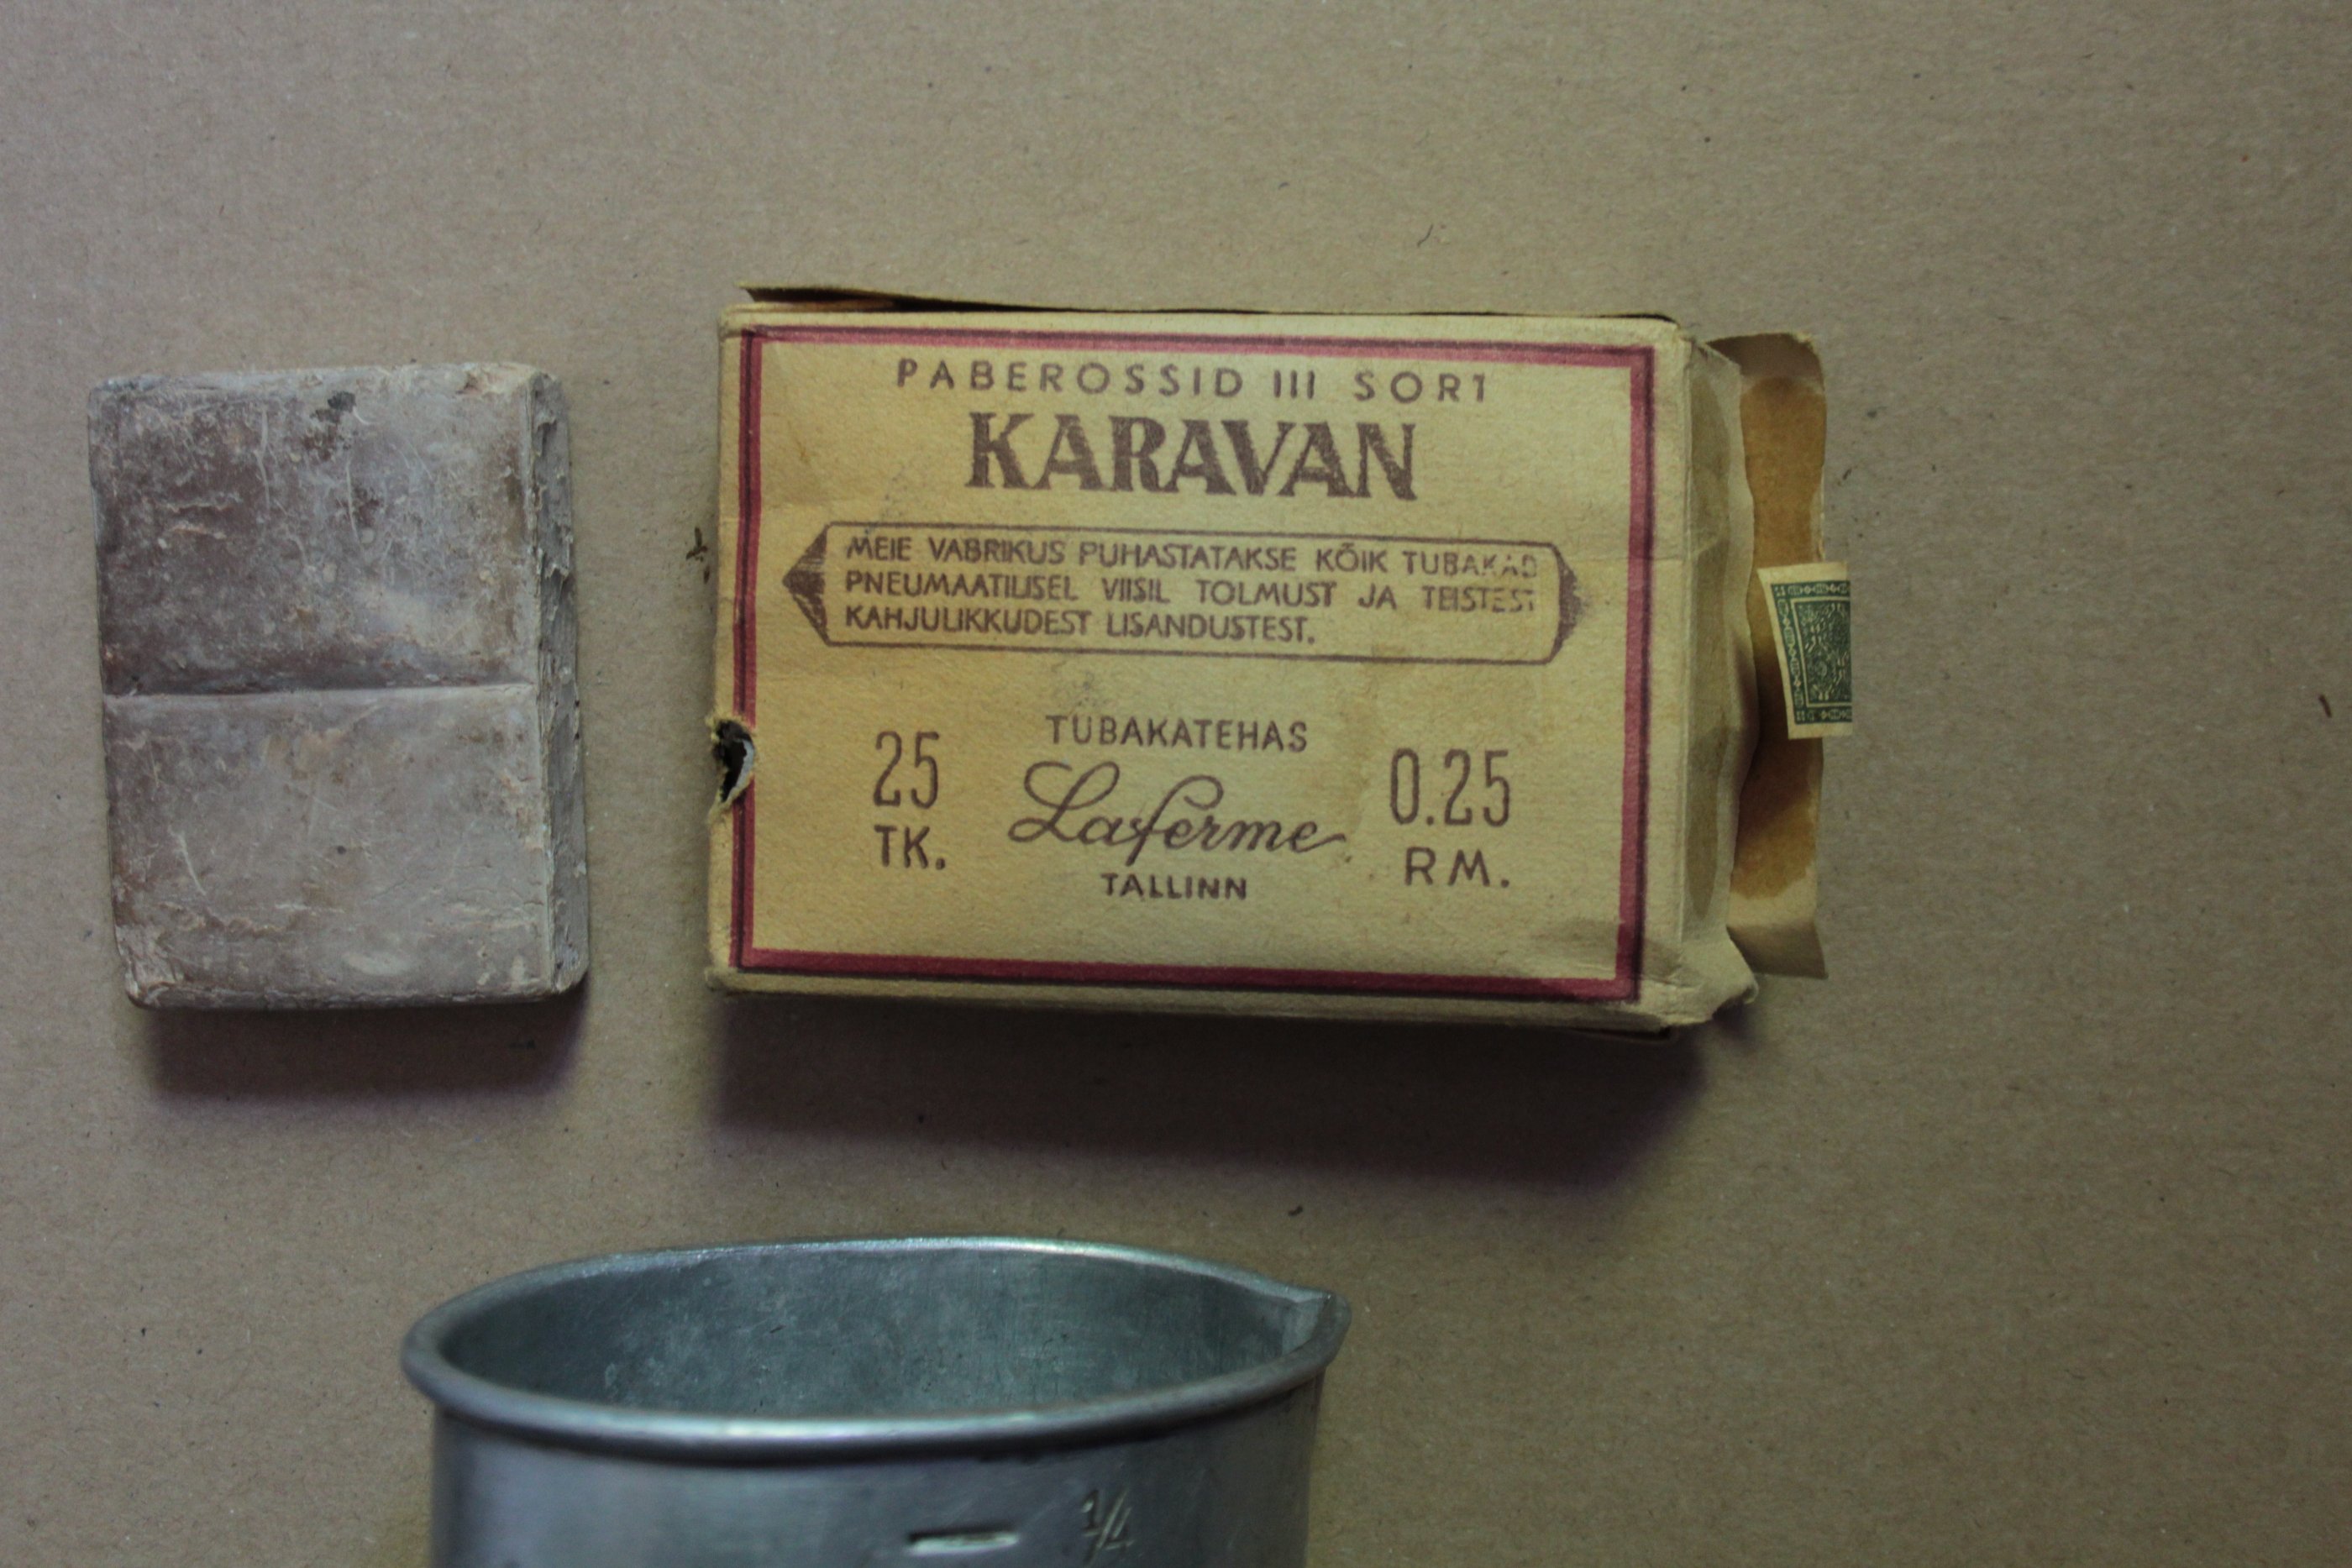 PABEROSSID III SORT
KARAVAN
MEIE VABRIKUS PUHASTATAKSE KÕIK TUBAKAD
PNEUMAATILISEL VIISIL TOLMUST JA TEISTEST
KAHJULIKKUDEST LISANDUSTEST.
25
TK.
TUBAKATEHAS
Laferme
TALLINN
0.25
RM.
1/4